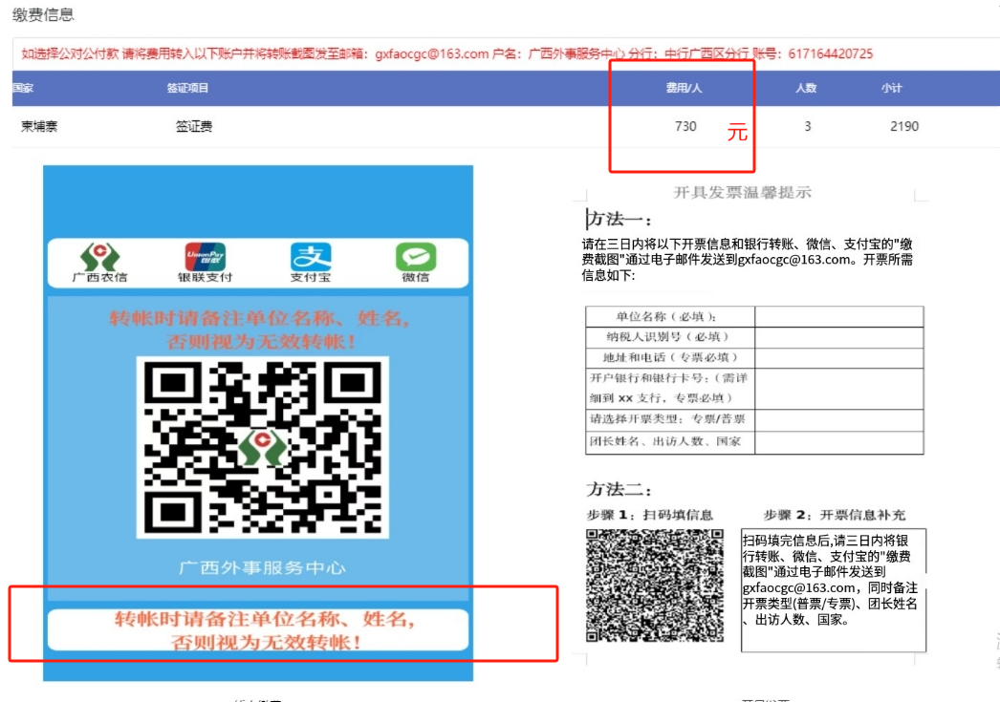 缴费信息
如选择公对公付款 请将费用转入以下账户并将转账截图发至邮箱：gxfaocgc@163.com 户名：广西外事服务中心 分行：中行广西区分行 账号：617164420725
国家 签证项目 费用/人 人数 小计
柬埔寨 签证费 730 元 3 2190
广西农信 银联支付 支付宝 微信
转帐时请备注单位名称、姓名，
否则视为无效转帐！
广西外事服务中心
转帐时请备注单位名称、姓名，
否则视为无效转帐！
开具发票温馨提示
方法一：
请在三日内将以下开票信息和银行转账、微信、支付宝的"缴
费截图"通过电子邮件发送到gxfaocgc@163.com。开票所需
信息如下:
单位名称（必填）：
纳税人识别号（必填）
地址和电话（专票必填）
开户银行和银行卡号：（需详
细到 xx 支行，专票必填）
请选择开票类型：专票/普票
团长姓名、出访人数、国家
方法二：
步骤 1：扫码填信息
步骤 2：开票信息补充
扫码填完信息后,请三日内将银
行转账、微信、支付宝的"缴费
截图"通过电子邮件发送到
gxfaocgc@163.com，同时备注
开票类型(普票/专票)、团长姓名
、出访人数、国家。